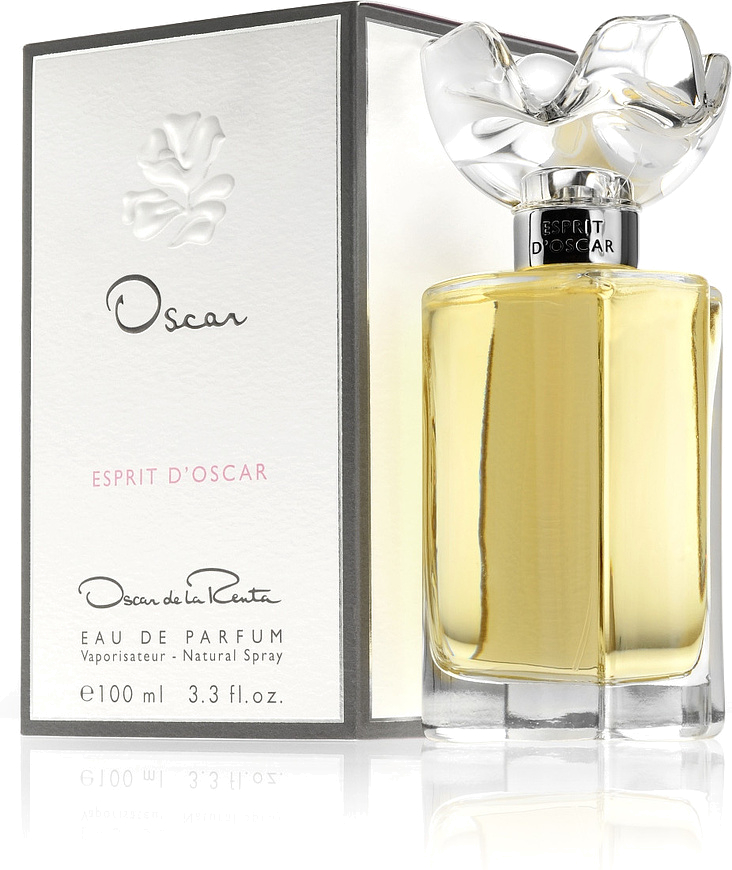 Oscar
ESPRIT D'OSCAR
Oscar de la Renta
EAU DE PARFUM
Vaporisateur - Natural Spray
℮100 ml 3.3 fl.oz.
ESPRIT
D'OSCAR